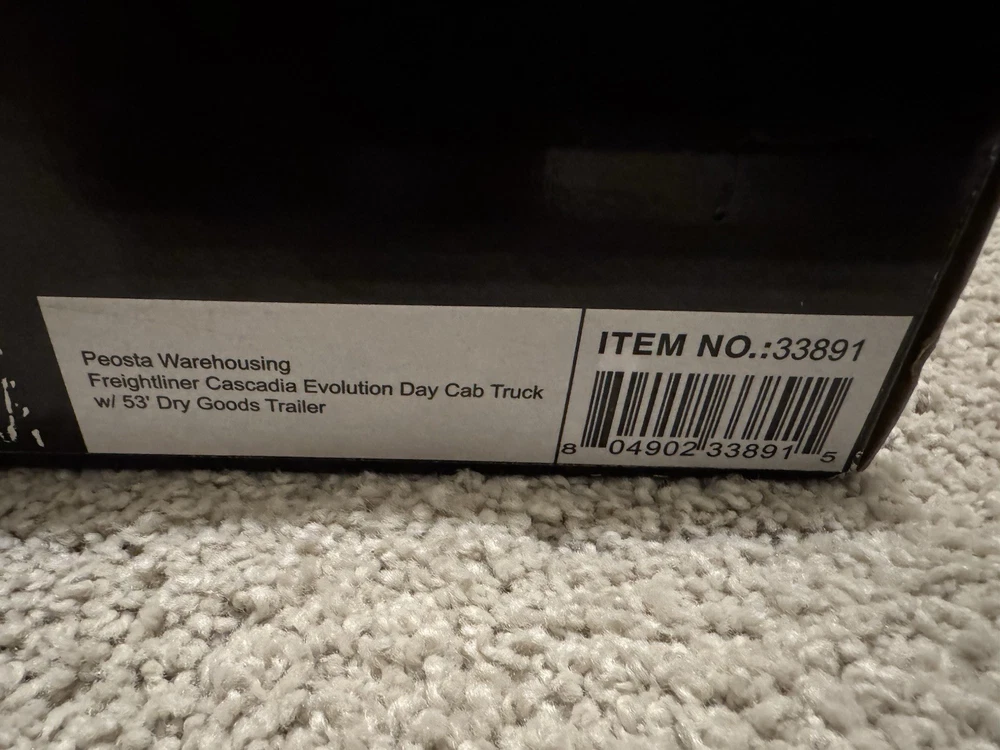 Peosta Warehousing
Freightliner Cascadia Evolution Day Cab Truck
w/ 53' Dry Goods Trailer
ITEM NO.:33891
8 04902 33891 5